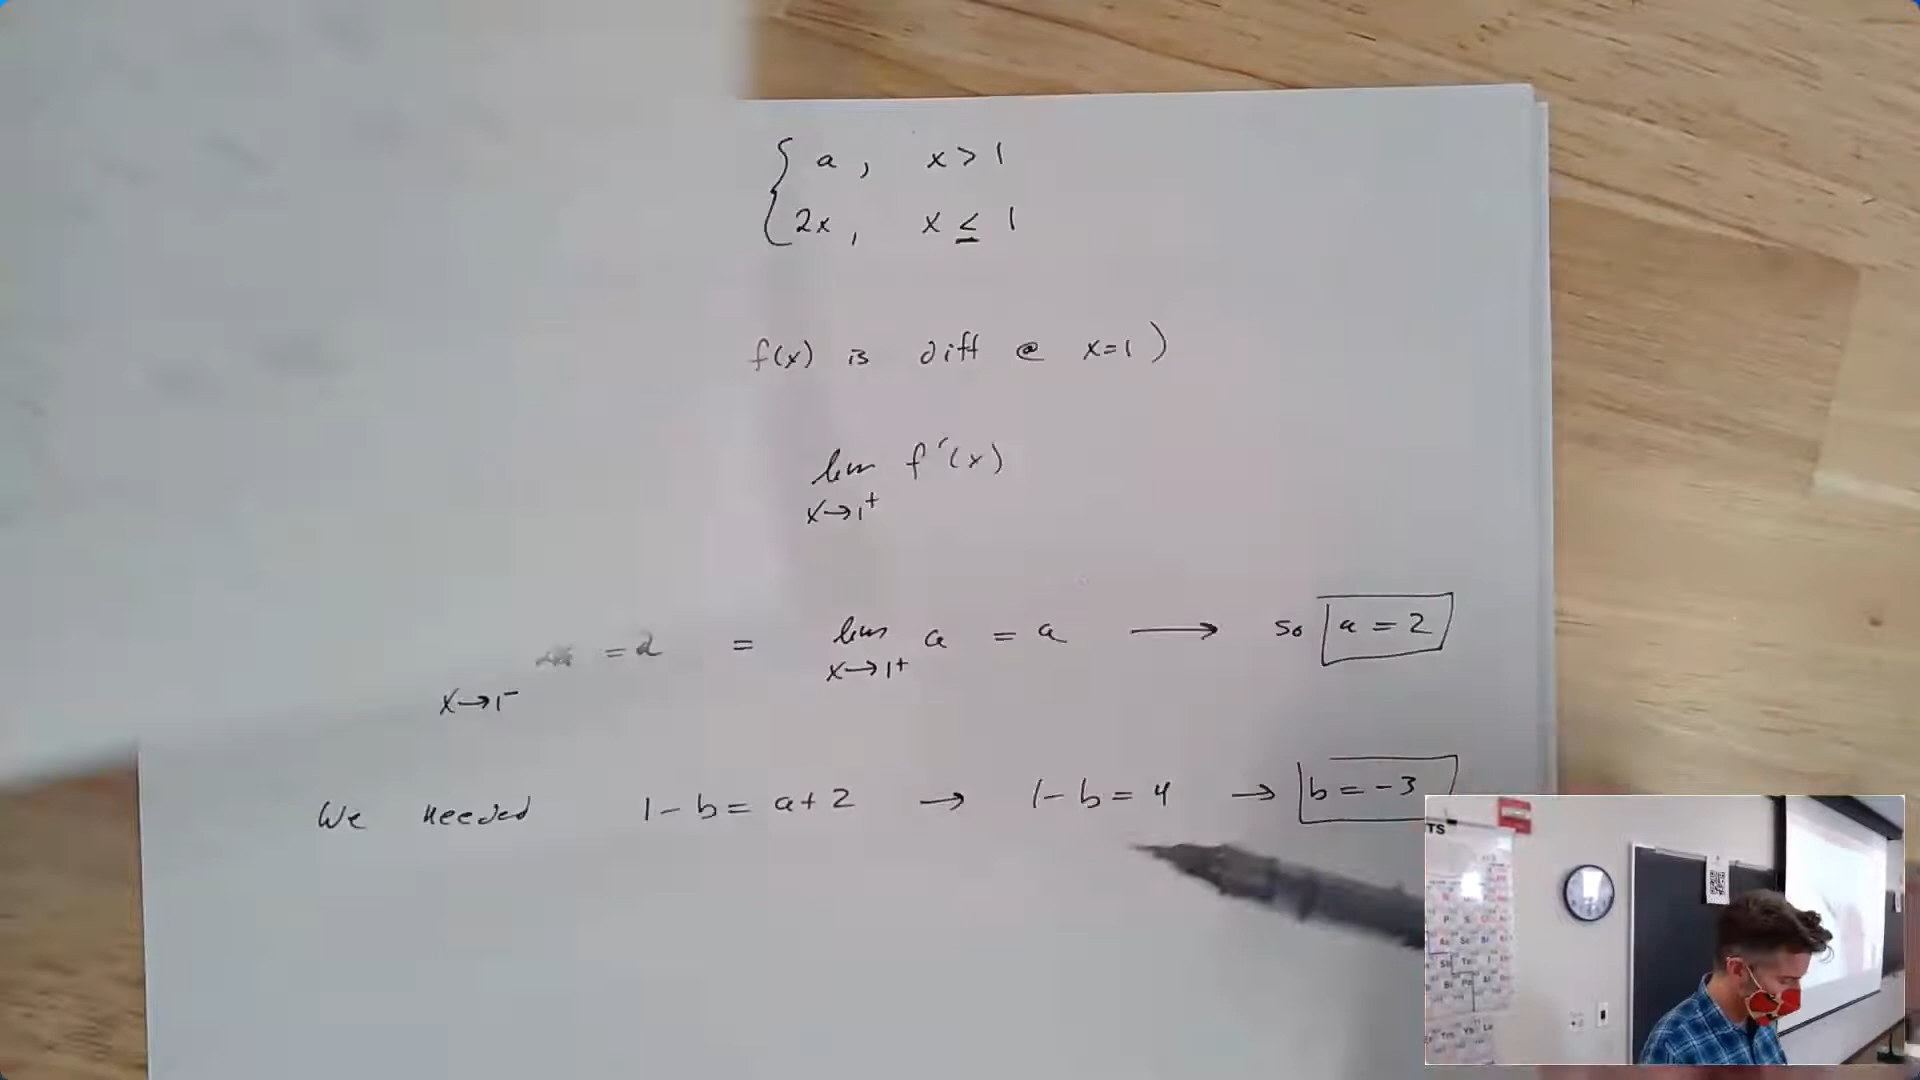 { a , x > 1
2x , x ≤ 1
f(x) is diff @ x=1 )
lim f'(x)
x→1⁺
= 2 = lim a = a → so a = 2
x→1⁻ x→1⁺
We needed 1 - b = a + 2 → 1 - b = 4 → b = -3
TS